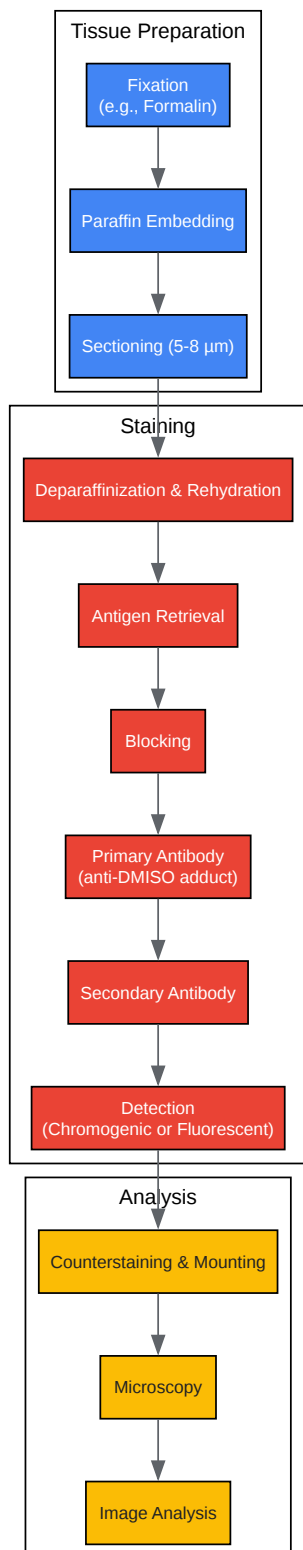 Tissue Preparation
Fixation
(e.g., Formalin)
Paraffin Embedding
Sectioning (5-8 µm)
Staining
Deparaffinization & Rehydration
Antigen Retrieval
Blocking
Primary Antibody
(anti-DMISO adduct)
Secondary Antibody
Detection
(Chromogenic or Fluorescent)
Analysis
Counterstaining & Mounting
Microscopy
Image Analysis